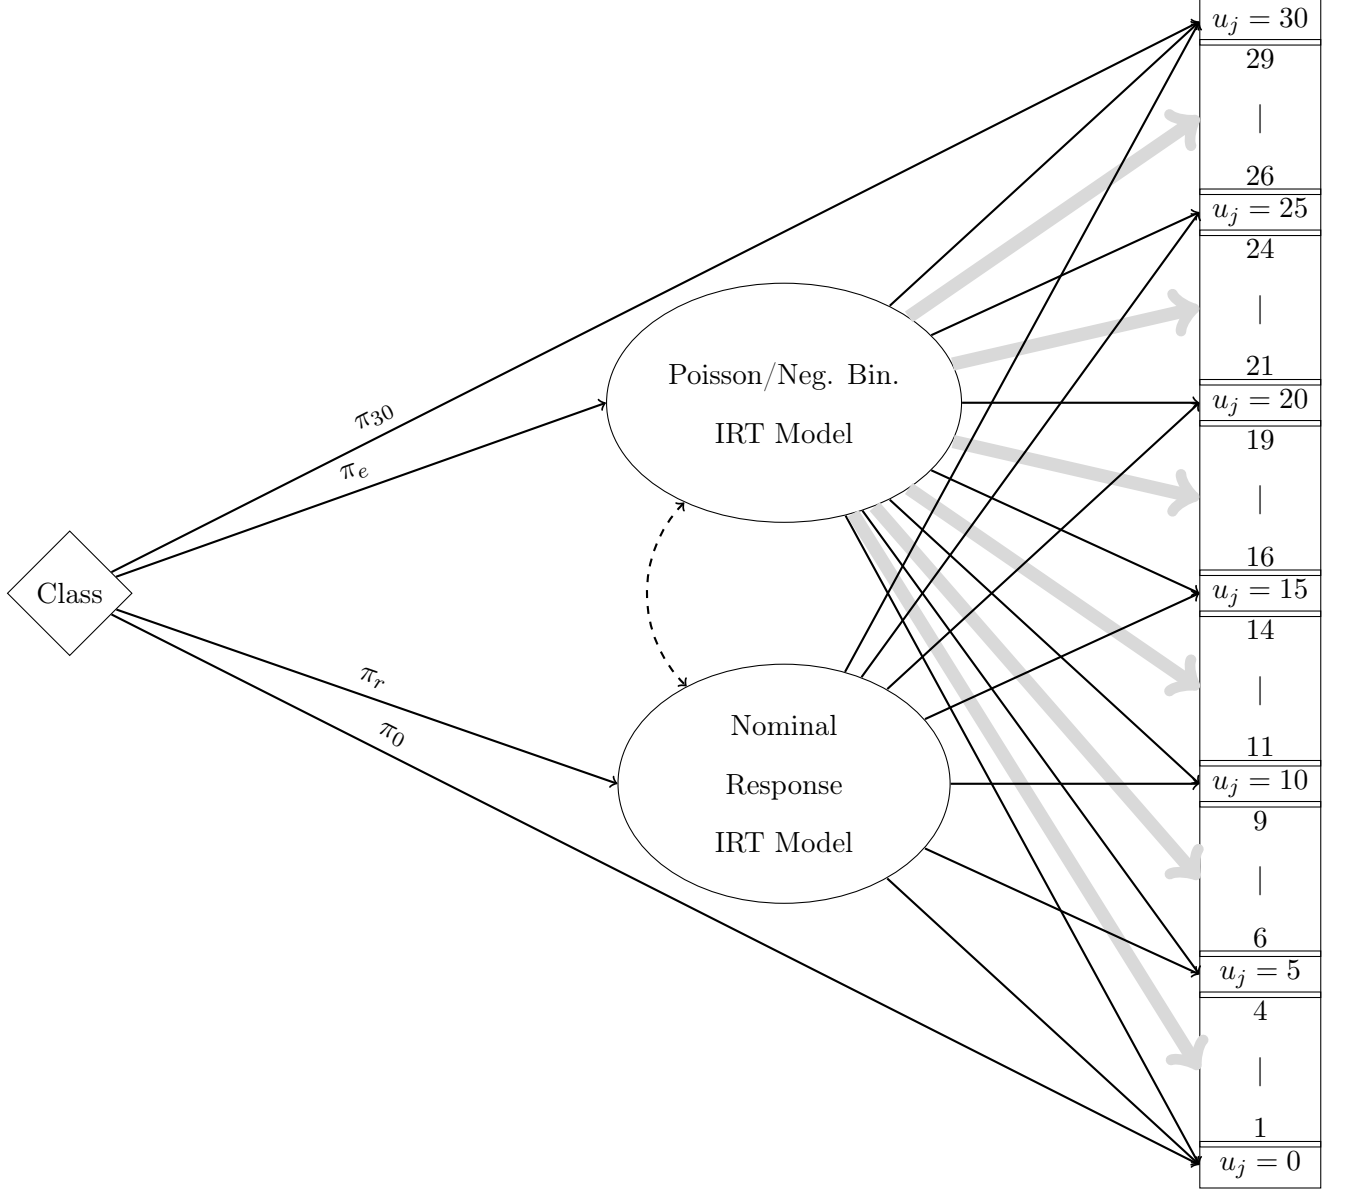 u_j = 30
29
|
26
u_j = 25
24
|
21
u_j = 20
19
|
16
u_j = 15
14
|
11
u_j = 10
9
|
6
u_j = 5
4
|
1
u_j = 0
Poisson/Neg. Bin.
IRT Model
π_30
π_e
Class
π_r
π_0
Nominal
Response
IRT Model